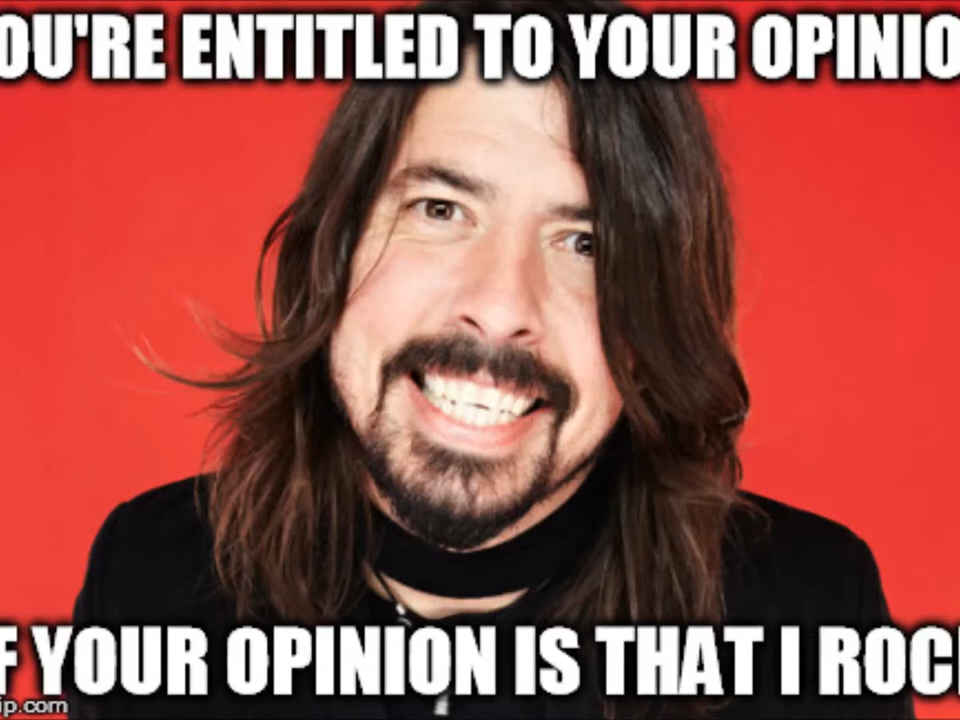 OU'RE ENTITLED TO YOUR OPINIO
F YOUR OPINION IS THAT I ROC
ip.com